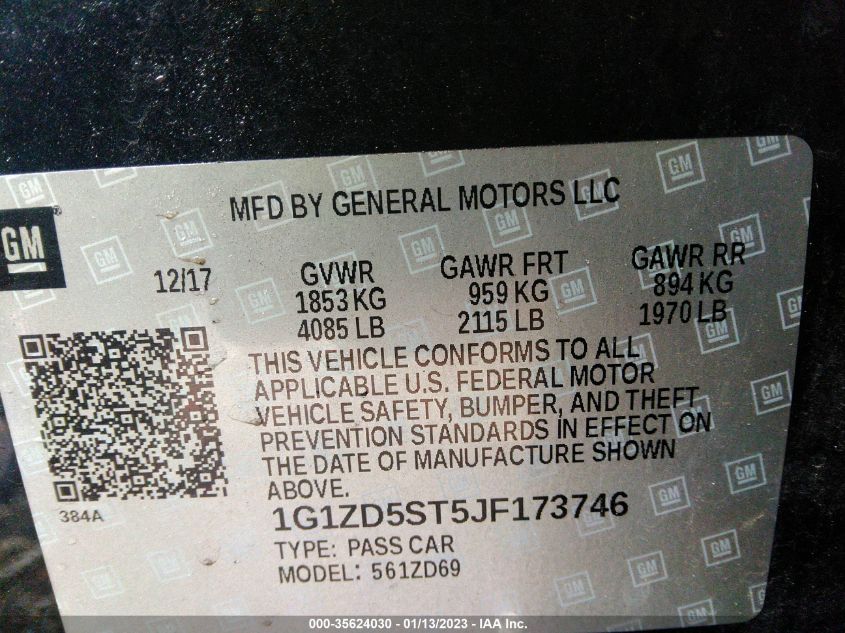 MFD BY GENERAL MOTORS LLC
GM
12/17
GVWR
1853 KG
4085 LB
GAWR FRT
959 KG
2115 LB
GAWR RR
894 KG
1970 LB
THIS VEHICLE CONFORMS TO ALL
APPLICABLE U.S. FEDERAL MOTOR
VEHICLE SAFETY, BUMPER, AND THEFT
PREVENTION STANDARDS IN EFFECT ON
THE DATE OF MANUFACTURE SHOWN
ABOVE.
384A
1G1ZD5ST5JF173746
TYPE: PASS CAR
MODEL: 561ZD69
000-35624030 - 01/13/2023 - IAA Inc.